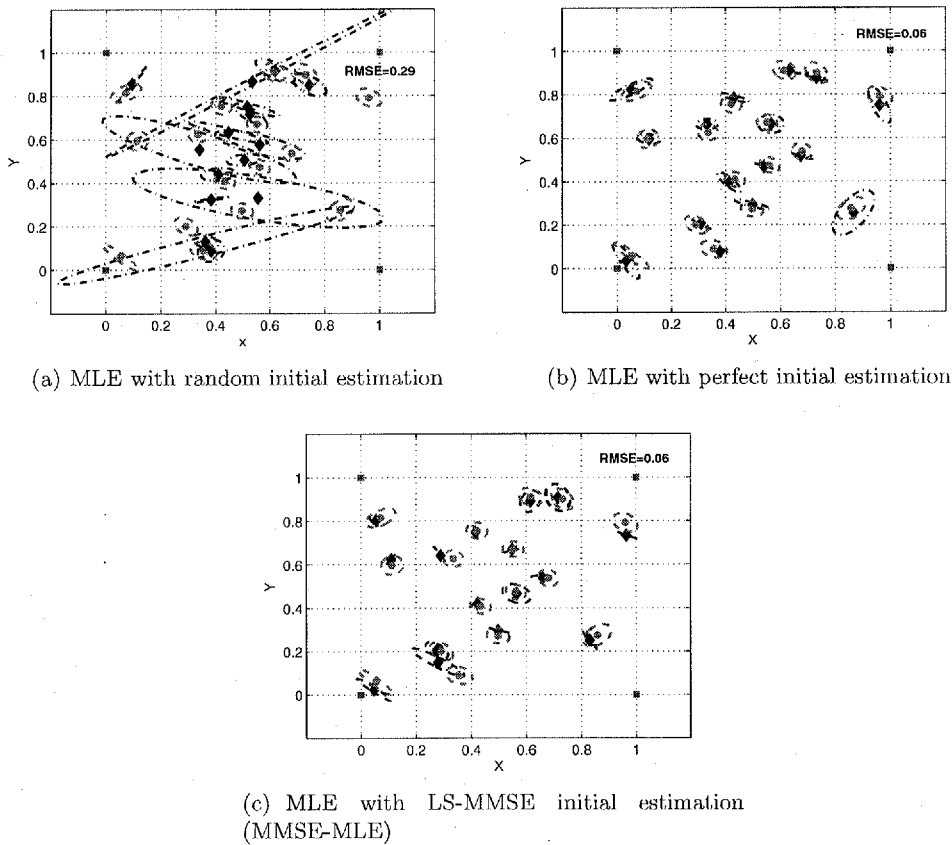 RMSE=0.29
1
0.8
0.6
0.4
0.2
0
Y
0 0.2 0.4 0.6 0.8 1
x
(a) MLE with random initial estimation
RMSE=0.06
1
0.8
0.6
0.4
0.2
0
Y
0 0.2 0.4 0.6 0.8 1
X
(b) MLE with perfect initial estimation
RMSE=0.06
1
0.8
0.6
0.4
0.2
0
Y
0 0.2 0.4 0.6 0.8 1
X
(c) MLE with LS-MMSE initial estimation
(MMSE-MLE)